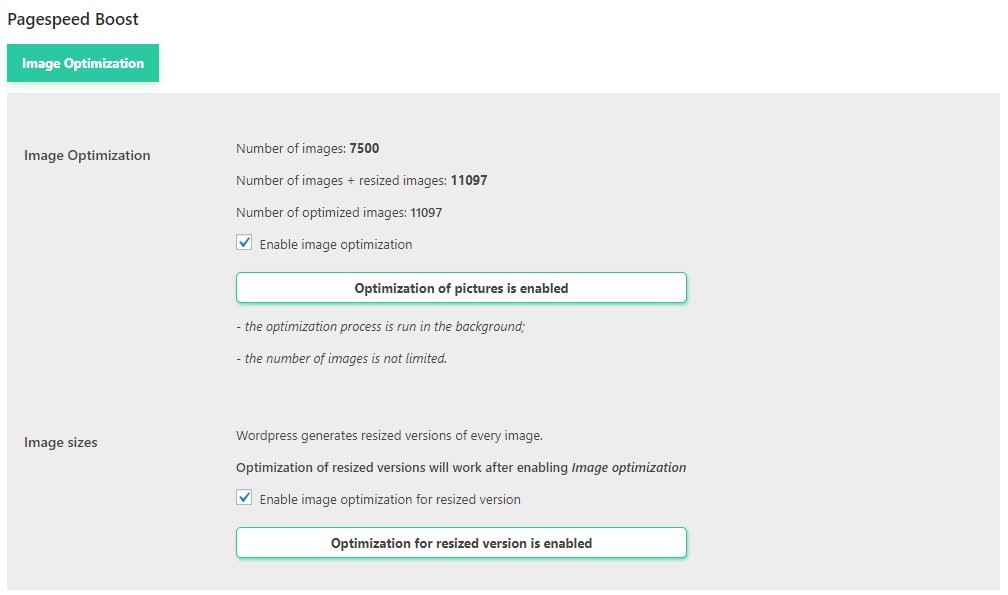 Pagespeed Boost
Image Optimization
Image Optimization
Number of images: 7500
Number of images + resized images: 11097
Number of optimized images: 11097
Enable image optimization
Optimization of pictures is enabled
- the optimization process is run in the background;
- the number of images is not limited.
Image sizes
Wordpress generates resized versions of every image.
Optimization of resized versions will work after enabling Image optimization
Enable image optimization for resized version
Optimization for resized version is enabled